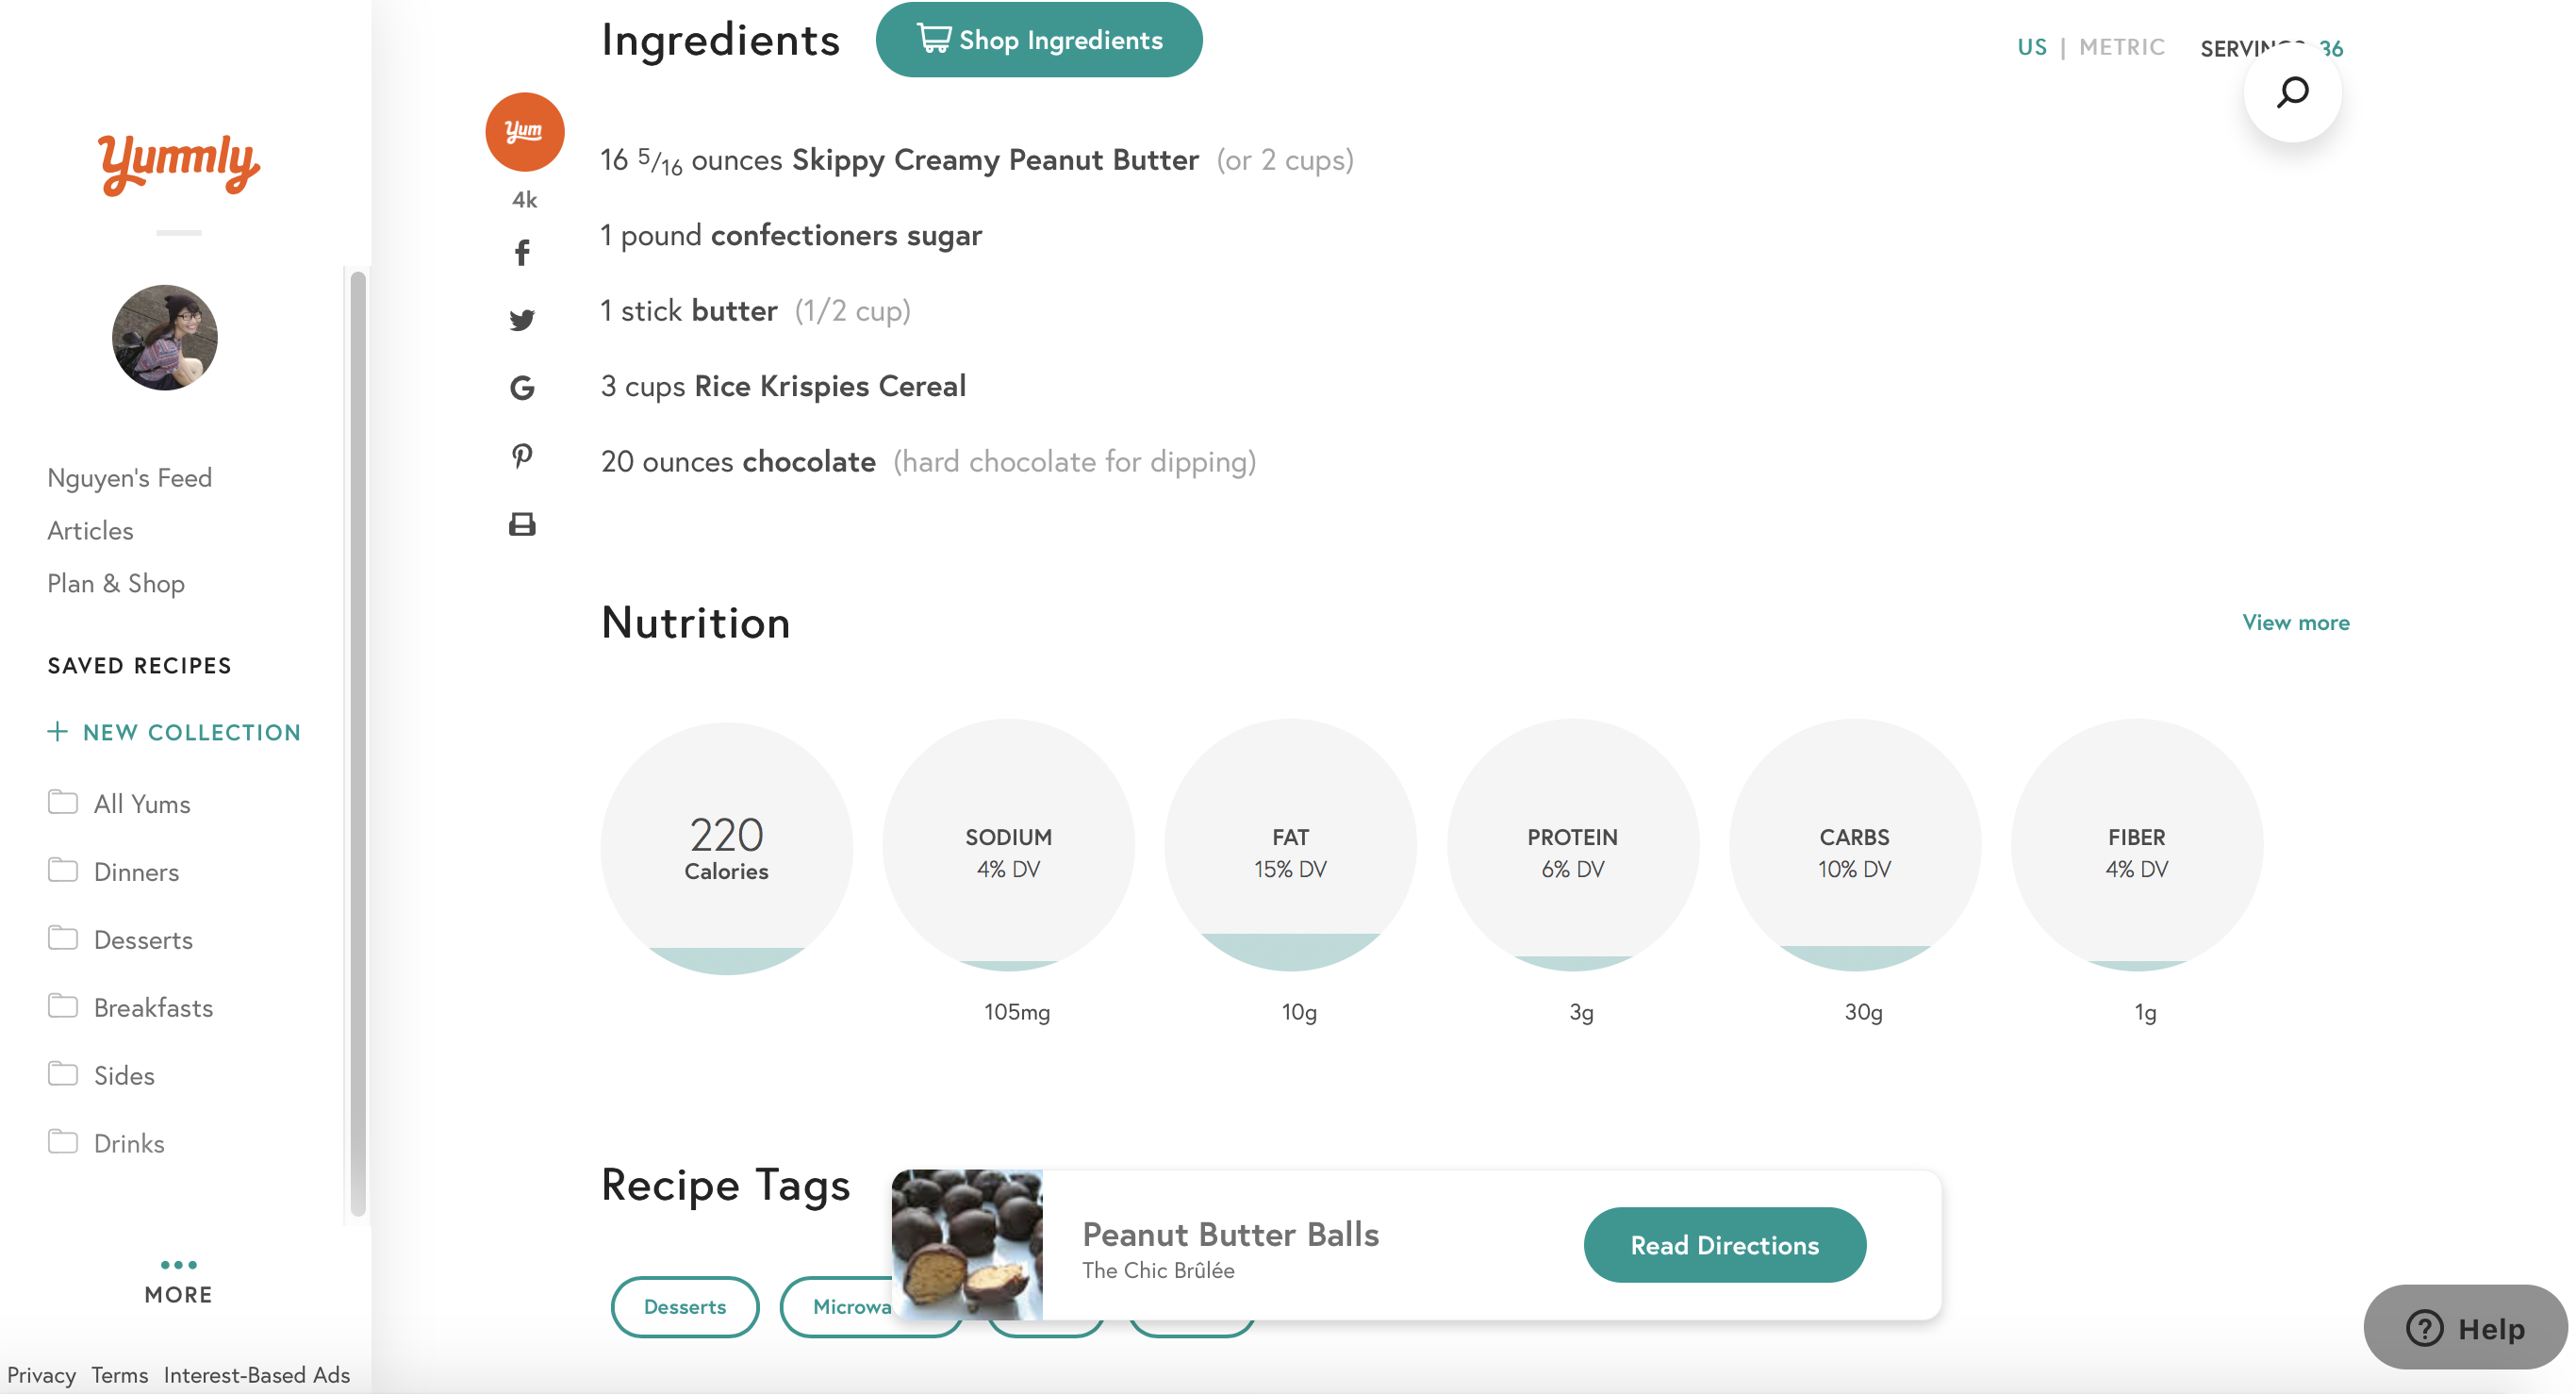 Yummly
Nguyen's Feed
Articles
Plan & Shop
SAVED RECIPES
+ NEW COLLECTION
All Yums
Dinners
Desserts
Breakfasts
Sides
Drinks
MORE
Privacy Terms Interest-Based Ads
Yum
4k
Ingredients Shop Ingredients
US | METRIC 36
16 5/16 ounces Skippy Creamy Peanut Butter (or 2 cups)
1 pound confectioners sugar
1 stick butter (1/2 cup)
3 cups Rice Krispies Cereal
20 ounces chocolate (hard chocolate for dipping)
Nutrition View more
220
Calories
SODIUM
4% DV
105mg
FAT
15% DV
10g
PROTEIN
6% DV
3g
CARBS
10% DV
30g
FIBER
4% DV
1g
Recipe Tags
Desserts
Peanut Butter Balls
The Chic Brûlée
Read Directions
Help